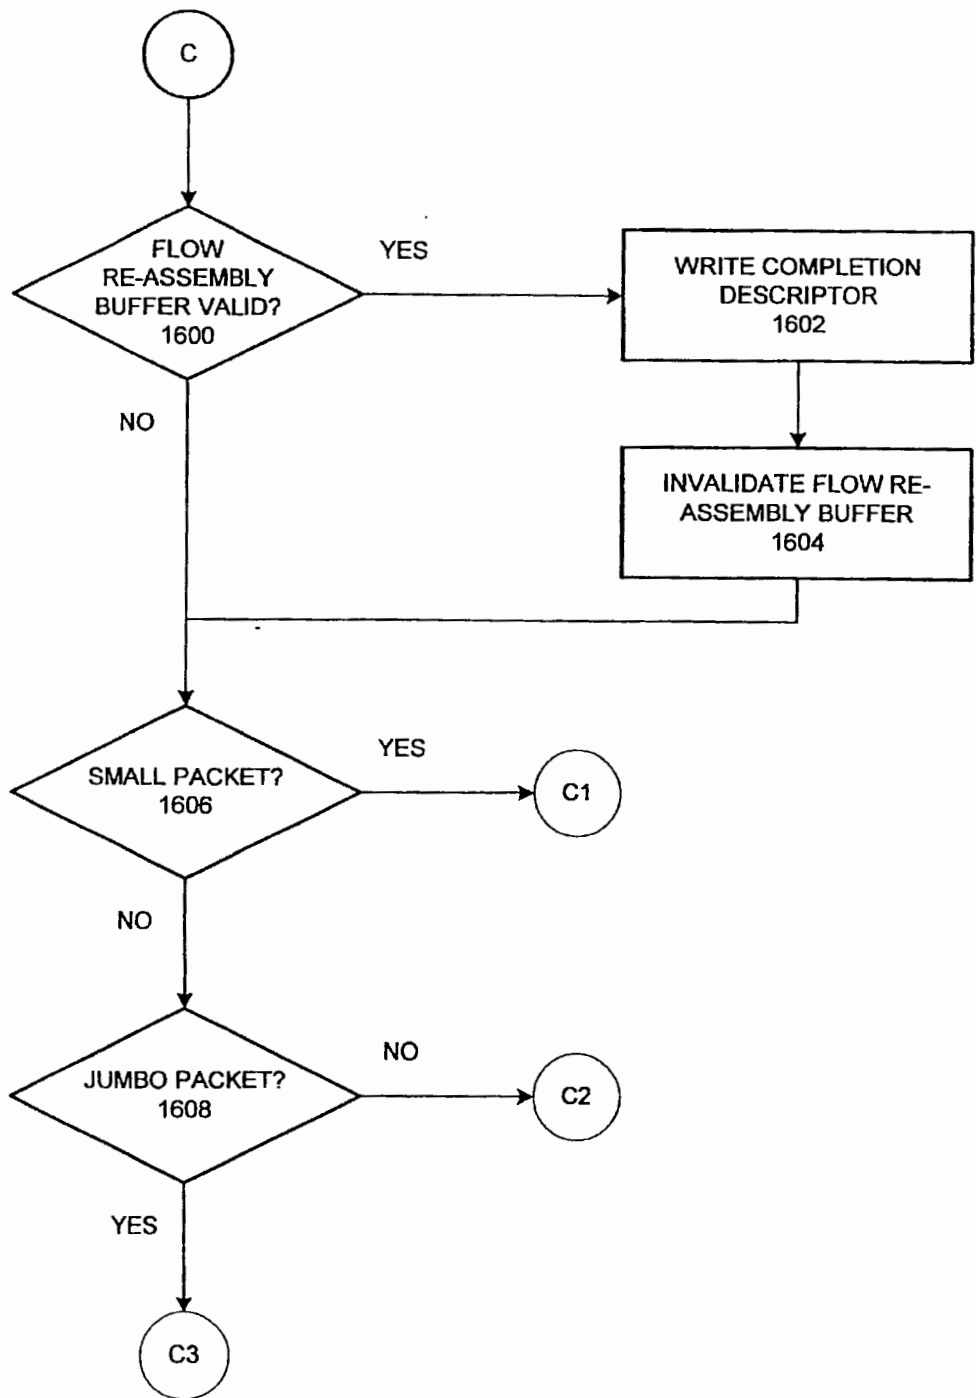 C
FLOW
RE-ASSEMBLY
BUFFER VALID?
1600
YES
WRITE COMPLETION
DESCRIPTOR
1602
NO
INVALIDATE FLOW RE-
ASSEMBLY BUFFER
1604
SMALL PACKET?
1606
YES
C1
NO
JUMBO PACKET?
1608
NO
C2
YES
C3